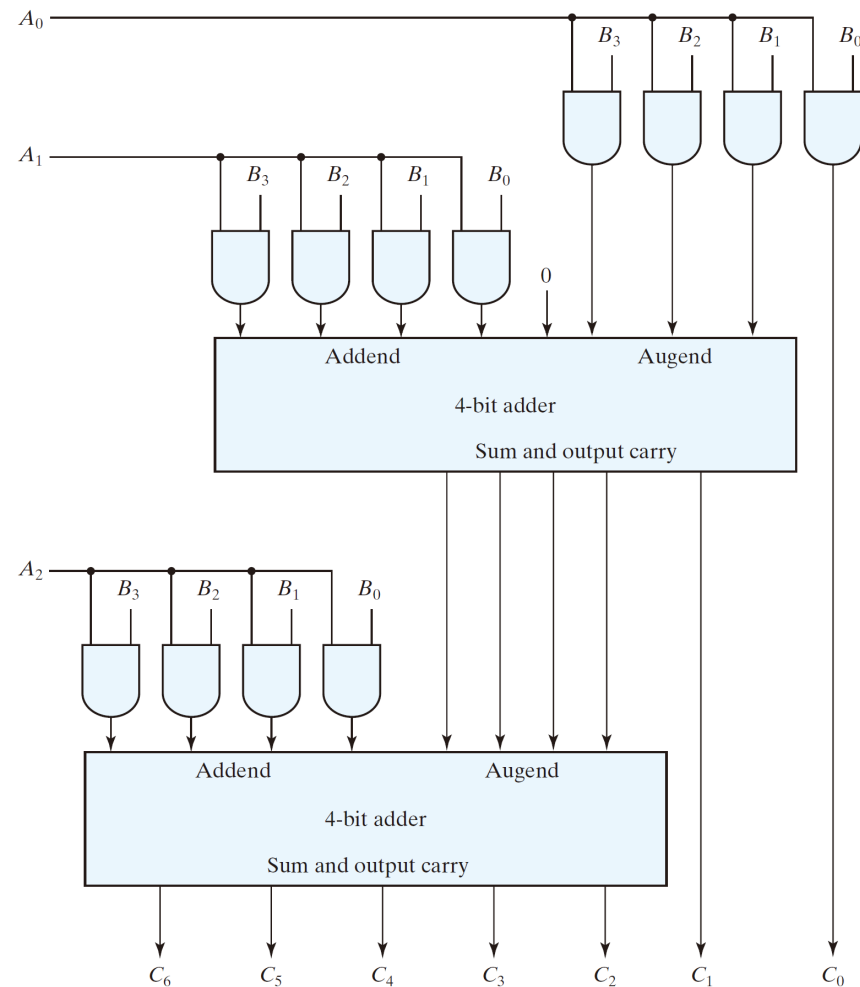 A₀
B₃ B₂ B₁ B₀
A₁
B₃ B₂ B₁ B₀
0
Addend Augend
4-bit adder
Sum and output carry
A₂
B₃ B₂ B₁ B₀
Addend Augend
4-bit adder
Sum and output carry
C₆ C₅ C₄ C₃ C₂ C₁ C₀